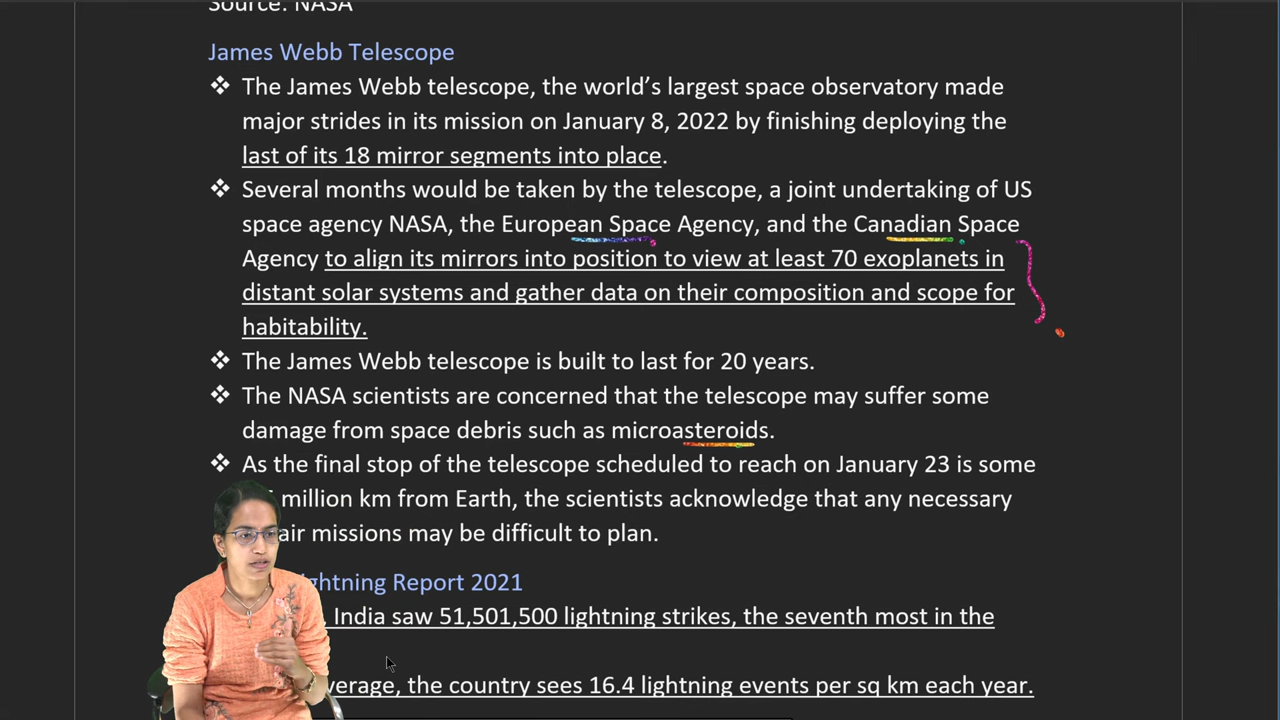 Source: NASA
James Webb Telescope
❖ The James Webb telescope, the world’s largest space observatory made
major strides in its mission on January 8, 2022 by finishing deploying the
last of its 18 mirror segments into place.
❖ Several months would be taken by the telescope, a joint undertaking of US
space agency NASA, the European Space Agency, and the Canadian Space
Agency to align its mirrors into position to view at least 70 exoplanets in
distant solar systems and gather data on their composition and scope for
habitability.
❖ The James Webb telescope is built to last for 20 years.
❖ The NASA scientists are concerned that the telescope may suffer some
damage from space debris such as microasteroids.
❖ As the final stop of the telescope scheduled to reach on January 23 is some
million km from Earth, the scientists acknowledge that any necessary
missions may be difficult to plan.
Report 2021
India saw 51,501,500 lightning strikes, the seventh most in the
the country sees 16.4 lightning events per sq km each year.